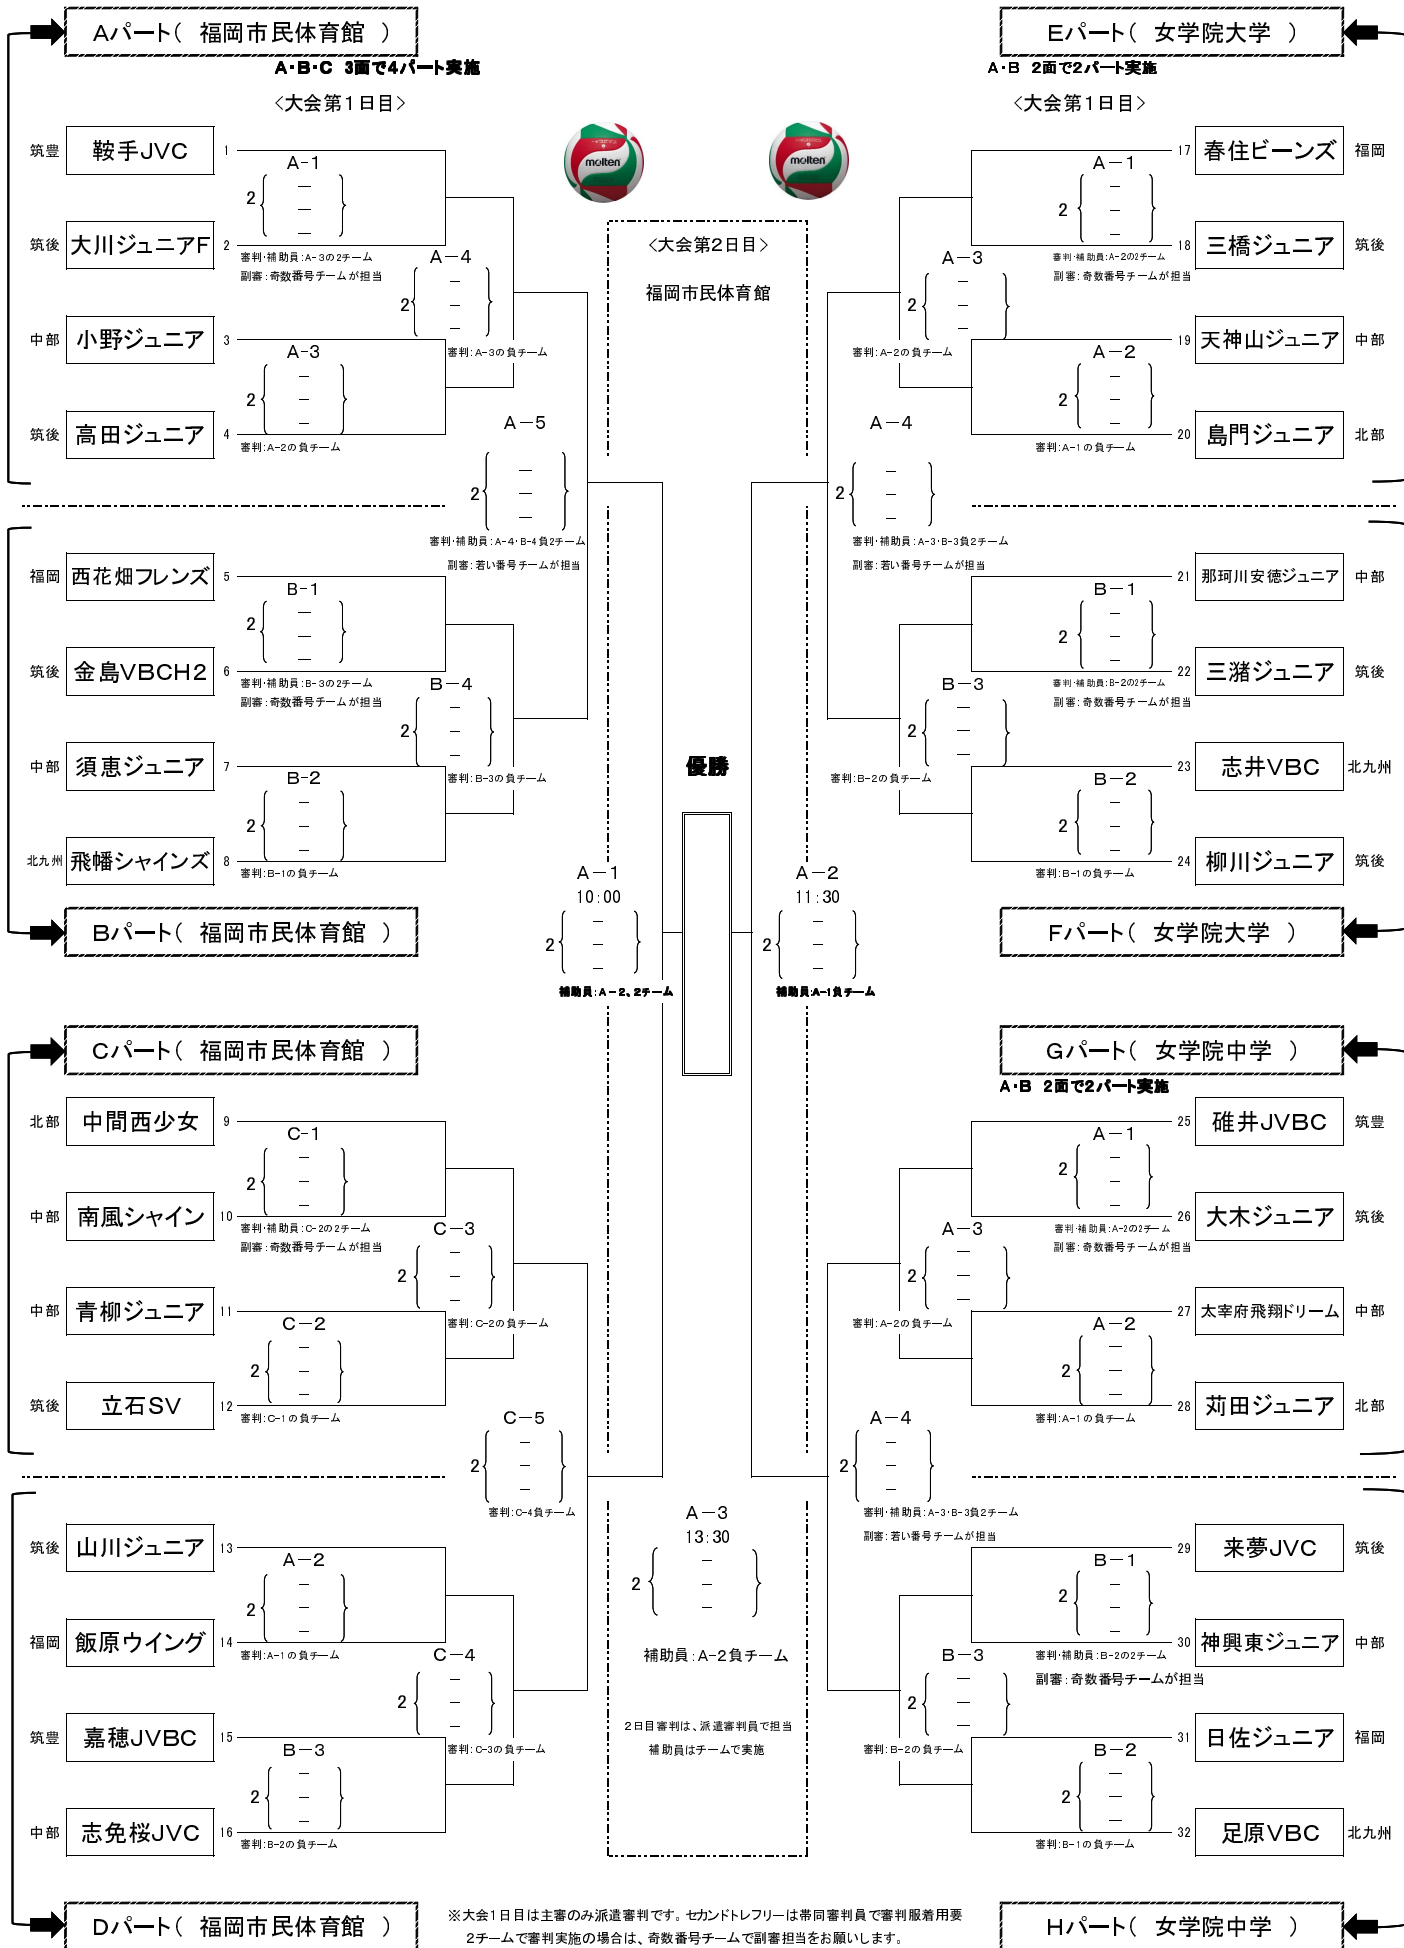 Aパート( 福岡市民体育館 )
A・B・C 3面で4パート実施
<大会第1日目>
筑豊 鞍手JVC 1
A-1
2
筑後 大川ジュニアF 2
審判・補助員:A-3の2チーム
副審:奇数番号チームが担当
A-4
2
審判:A-3の負チーム
中部 小野ジュニア 3
A-3
2
筑後 高田ジュニア 4
審判:A-2の負チーム
A-5
2
審判・補助員:A-4・B-4負2チーム
副審:若い番号チームが担当
福岡 西花畑フレンズ 5
B-1
2
筑後 金島VBCH2 6
審判・補助員:B-3の2チーム
副審:奇数番号チームが担当
B-4
2
審判:B-3の負チーム
中部 須恵ジュニア 7
B-2
2
北九州 飛幡シャインズ 8
審判:B-1の負チーム
Bパート( 福岡市民体育館 )
Cパート( 福岡市民体育館 )
北部 中間西少女 9
C-1
2
中部 南風シャイン 10
審判・補助員:C-2の2チーム
副審:奇数番号チームが担当
C-3
2
審判:C-2の負チーム
中部 青柳ジュニア 11
C-2
2
筑後 立石SV 12
審判:C-1の負チーム
C-5
2
審判:C-4負チーム
筑後 山川ジュニア 13
A-2
2
福岡 飯原ウイング 14
審判:A-1の負チーム
C-4
2
審判:C-3の負チーム
筑豊 嘉穂JVBC 15
B-3
2
中部 志免桜JVC 16
審判:B-2の負チーム
Dパート( 福岡市民体育館 )
molten
molten
<大会第2日目>
福岡市民体育館
優勝
A-1
10:00
2
補助員:A-2、2チーム
A-2
11:30
2
補助員:A-1負チーム
A-3
13:30
2
補助員:A-2負チーム
2日目審判は、派遣審判員で担当
補助員はチームで実施
Eパート( 女学院大学 )
A・B 2面で2パート実施
<大会第1日目>
17 春住ビーンズ 福岡
A-1
2
18 三橋ジュニア 筑後
審判・補助員:A-2の2チーム
副審:奇数番号チームが担当
A-3
2
審判:A-2の負チーム
19 天神山ジュニア 中部
A-2
2
20 島門ジュニア 北部
審判:A-1の負チーム
A-4
2
審判・補助員:A-3・B-3負2チーム
副審:若い番号チームが担当
21 那珂川安徳ジュニア 中部
B-1
2
22 三潴ジュニア 筑後
審判・補助員:B-2の2チーム
副審:奇数番号チームが担当
B-3
2
審判:B-2の負チーム
23 志井VBC 北九州
B-2
2
24 柳川ジュニア 筑後
審判:B-1の負チーム
Fパート( 女学院大学 )
Gパート( 女学院中学 )
A・B 2面で2パート実施
25 碓井JVBC 筑豊
A-1
2
26 大木ジュニア 筑後
審判・補助員:A-2の2チーム
副審:奇数番号チームが担当
A-3
2
審判:A-2の負チーム
27 太宰府飛翔ドリーム 中部
A-2
2
28 苅田ジュニア 北部
審判:A-1の負チーム
A-4
2
審判・補助員:A-3・B-3負2チーム
副審:若い番号チームが担当
29 来夢JVC 筑後
B-1
2
30 神興東ジュニア 中部
審判・補助員:B-2の2チーム
副審:奇数番号チームが担当
B-3
2
審判:B-2の負チーム
31 日佐ジュニア 福岡
B-2
2
32 足原VBC 北九州
審判:B-1の負チーム
Hパート( 女学院中学 )
※大会1日目は主審のみ派遣審判です。セカンドレフリーは帯同審判員で審判服着用要
2チームで審判実施の場合は、奇数番号チームで副審担当をお願いします。